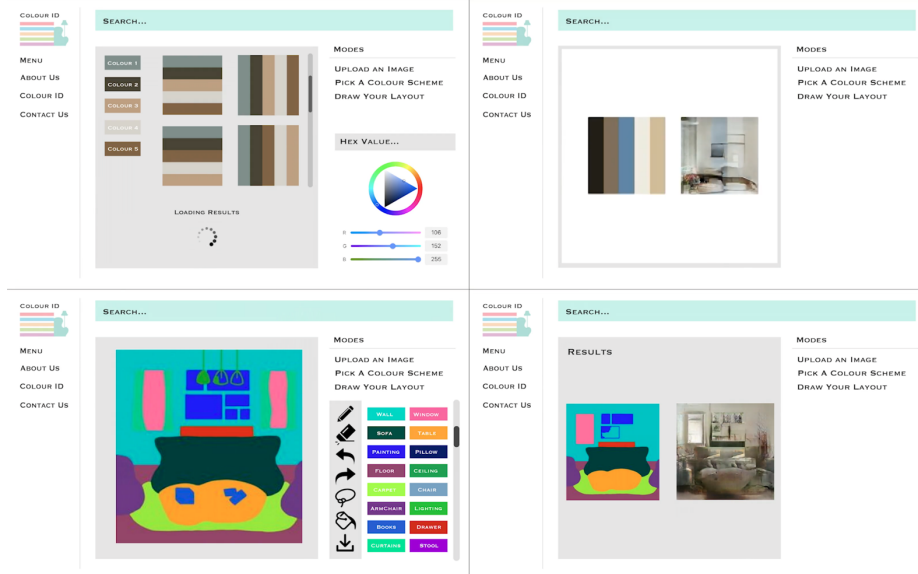 Colour ID
Search...
Menu
About Us
Colour ID
Contact Us
Colour 1
Colour 2
Colour 3
Colour 4
Colour 5
Loading Results
Modes
Upload an Image
Pick A Colour Scheme
Draw Your Layout
Hex Value...
R 106
G 152
B 255
Colour ID
Search...
Menu
About Us
Colour ID
Contact Us
Modes
Upload an Image
Pick A Colour Scheme
Draw Your Layout
Colour ID
Search...
Menu
About Us
Colour ID
Contact Us
Modes
Upload an Image
Pick A Colour Scheme
Draw Your Layout
Wall Window
Sofa Table
Painting Pillow
Floor Ceiling
Carpet Chair
ArmChair Lighting
Books Drawer
Curtains Stool
Colour ID
Search...
Menu
About Us
Colour ID
Contact Us
Results
Modes
Upload an Image
Pick A Colour Scheme
Draw Your Layout